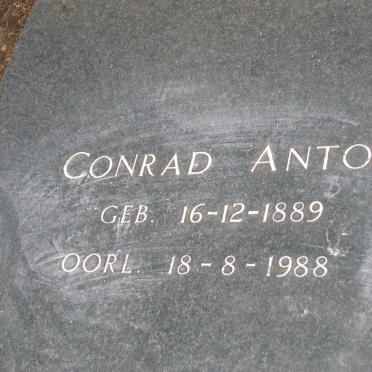 CONRAD ANTO
GEB. 16-12-1889
OORL. 18-8-1988